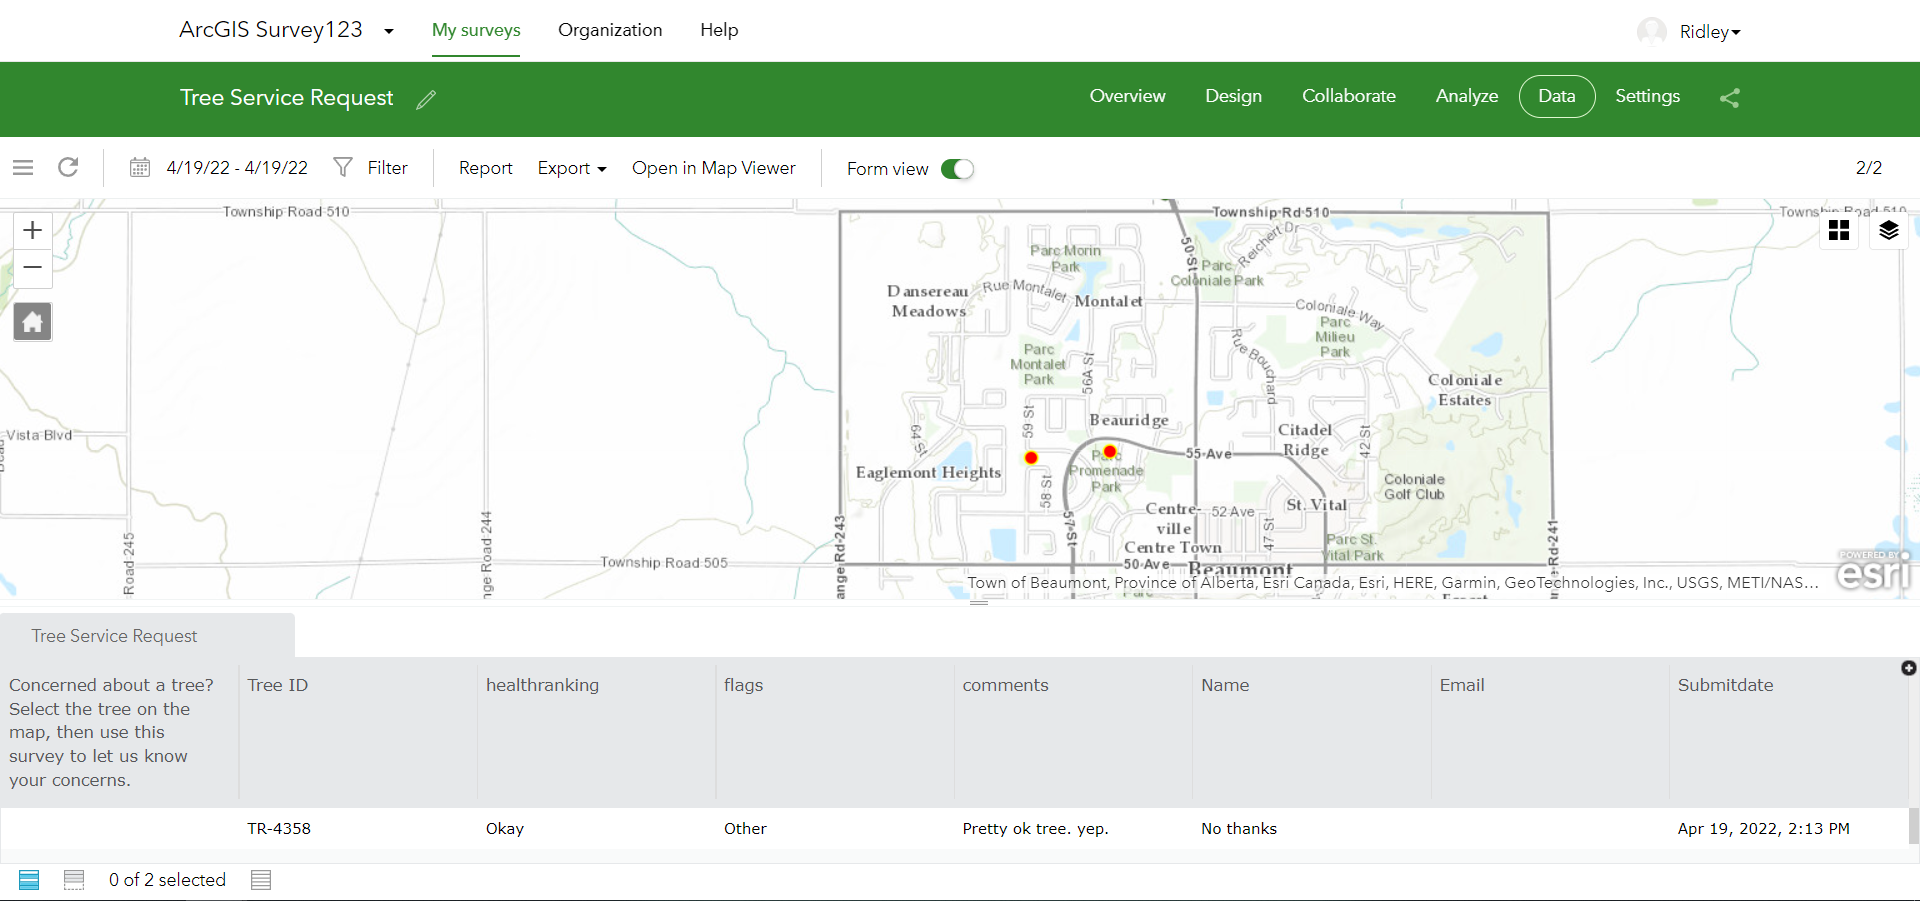 ArcGIS Survey123
My surveys
Organization
Help
Ridley
Tree Service Request
Overview
Design
Collaborate
Analyze
Data
Settings
4/19/22 - 4/19/22
Filter
Report
Export
Open in Map Viewer
Form view
2/2
Township Road 510
Township Rd 510
Township Road 510
50 St
Reichert Dr
Parc Morin
Park
Parc
Coloniale Park
Dansereau
Meadows
Rue Montalet
Montalet
Coloniale Way
Parc
Milieu
Park
Rue Bouchard
Parc
Montalet
Park
56A St
Coloniale
Estates
59 St
Beauridge
Citadel
Ridge
42 St
Vista Blvd
64 St
55 Ave
Parc
Promenade
Park
Eaglemont Heights
58 St
Coloniale
Golf Club
Centre-
ville
52 Ave
St. Vital
47 St
57 St
Centre Town
Parc St.
Vital Park
50 Ave
Beaumont
Road 245
nge Road 244
Township Road 505
ange Rd 243
e Rd 241
Parc
POWERED BY
esri
Town of Beaumont, Province of Alberta, Esri Canada, Esri, HERE, Garmin, GeoTechnologies, Inc., USGS, METI/NAS...
Tree Service Request
Concerned about a tree?
Select the tree on the
map, then use this
survey to let us know
your concerns.
Tree ID
healthranking
flags
comments
Name
Email
Submitdate
TR-4358
Okay
Other
Pretty ok tree. yep.
No thanks
Apr 19, 2022, 2:13 PM
0 of 2 selected